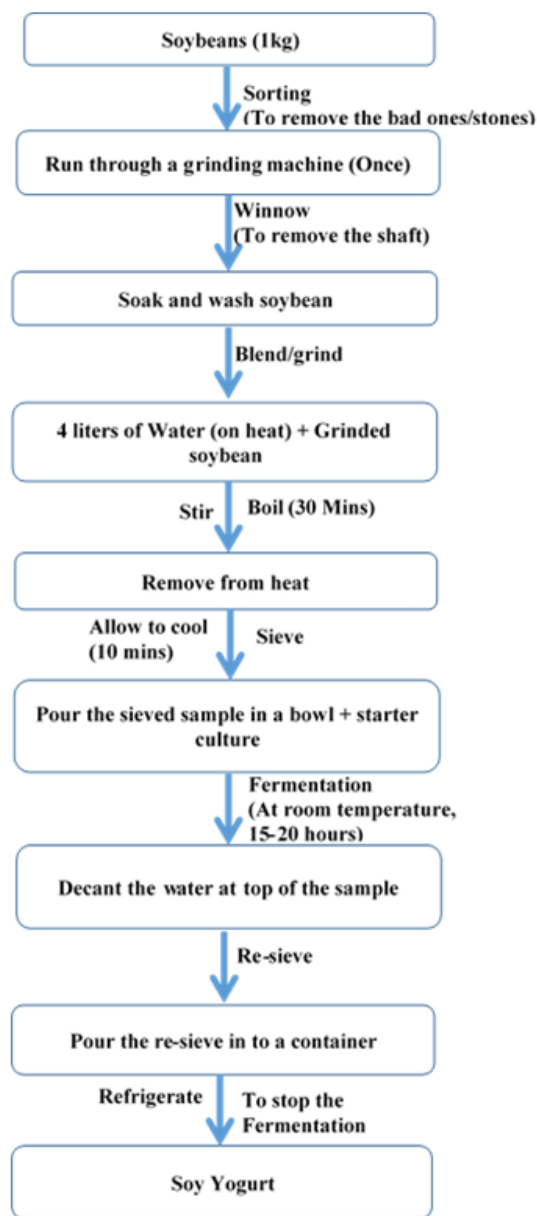 Soybeans (1kg)
Sorting
(To remove the bad ones/stones)
Run through a grinding machine (Once)
Winnow
(To remove the shaft)
Soak and wash soybean
Blend/grind
4 liters of Water (on heat) + Grinded
soybean
Stir
Boil (30 Mins)
Remove from heat
Allow to cool
(10 mins)
Sieve
Pour the sieved sample in a bowl + starter
culture
Fermentation
(At room temperature,
15-20 hours)
Decant the water at top of the sample
Re-sieve
Pour the re-sieve in to a container
Refrigerate
To stop the
Fermentation
Soy Yogurt